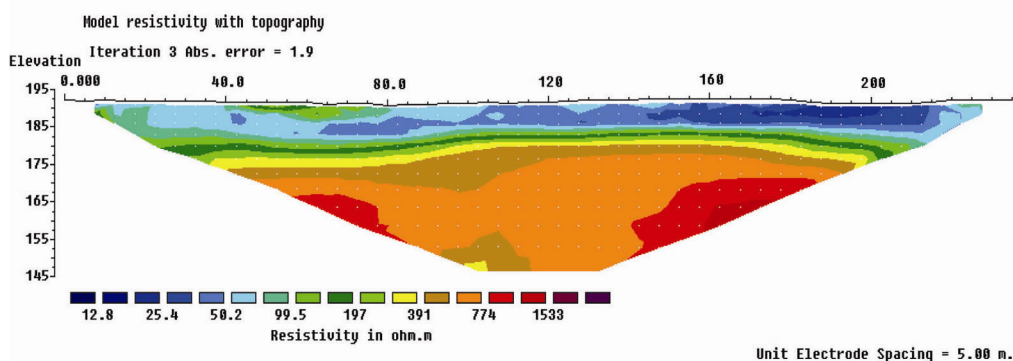 Model resistivity with topography
Iteration 3 Abs. error = 1.9
Elevation
0.000 40.0 80.0 120 160 200
195
185
175
165
155
145
12.8 25.4 50.2 99.5 197 391 774 1533
Resistivity in ohm.m
Unit Electrode Spacing = 5.00 m.